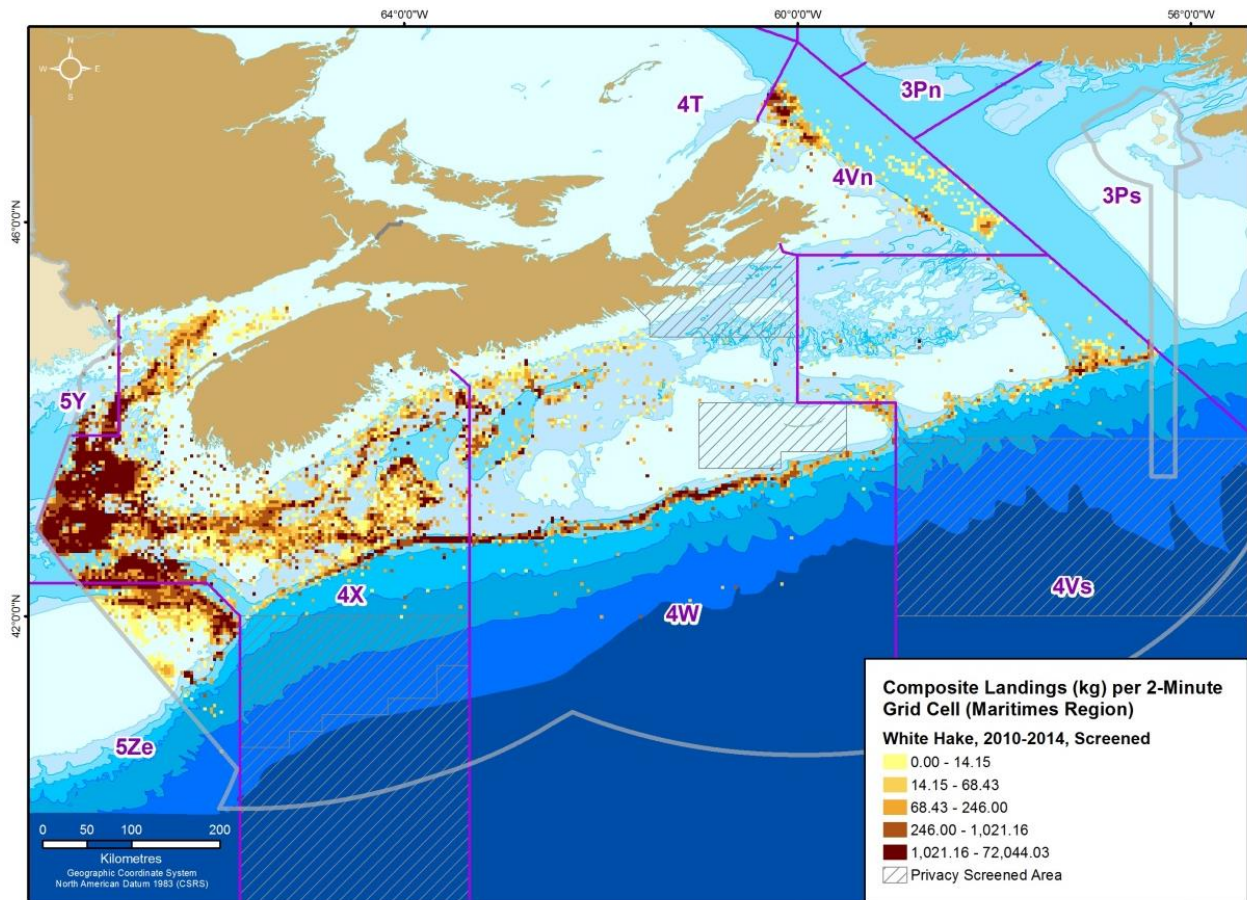 64°0'0"W
60°0'0"W
56°0'0"W
N
W
E
S
46°0'0"N
42°0'0"N
4T
3Pn
4Vn
3Ps
5Y
4X
4W
4Vs
5Ze
0 50 100 200
Kilometres
Geographic Coordinate System
North American Datum 1983 (CSRS)
Composite Landings (kg) per 2-Minute
Grid Cell (Maritimes Region)
White Hake, 2010-2014, Screened
0.00 - 14.15
14.15 - 68.43
68.43 - 246.00
246.00 - 1,021.16
1,021.16 - 72,044.03
Privacy Screened Area